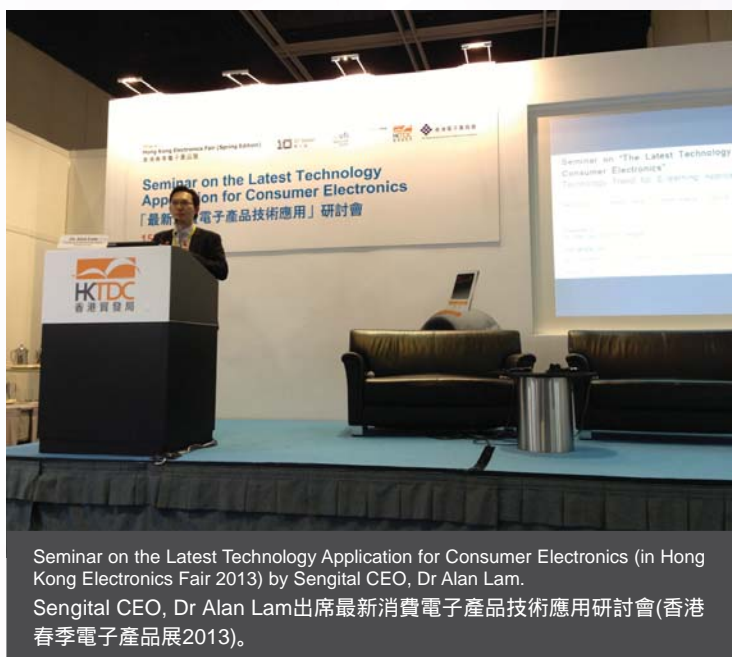 Hong Kong Electronics Fair (Spring Edition)
香港春季電子產品展
Seminar on the Latest Technology
Application for Consumer Electronics
「最新 電子產品技術應用」研討會
HKTDC
香港貿發局
Seminar on "The Latest Technology
Consumer Electronics"
Seminar on the Latest Technology Application for Consumer Electronics (in Hong
Kong Electronics Fair 2013) by Sengital CEO, Dr Alan Lam.
Sengital CEO, Dr Alan Lam出席最新消費電子產品技術應用研討會(香港
春季電子產品展2013)。